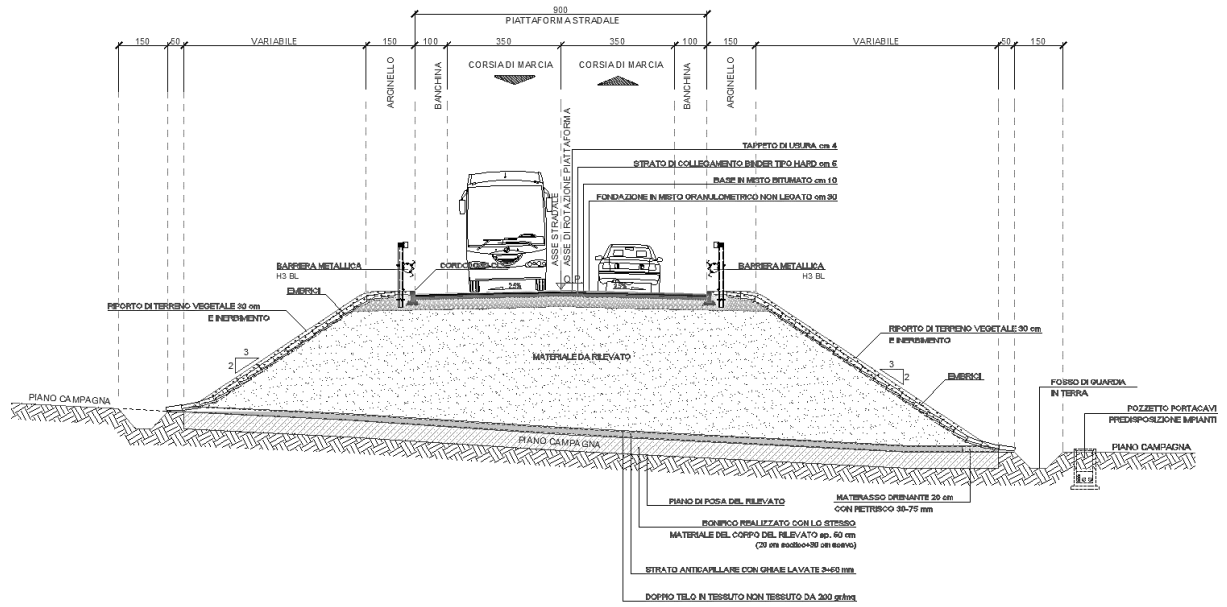 900
PIATTAFORMA STRADALE
150 50 VARIABILE 150 100 350 350 100 150 VARIABILE 50 150
ARGINELLO
BANCHINA
CORSIA DI MARCIA
CORSIA DI MARCIA
BANCHINA
ARGINELLO
ASSE STRADALE
ASSE DI ROTAZIONE PIATTAFORMA
TAPPETO DI USURA cm 4
STRATO DI COLLEGAMENTO BINDER TIPO HARD cm 5
BASE IN MISTO BITUMATO cm 10
FONDAZIONE IN MISTO GRANULOMETRICO NON LEGATO cm 30
BARRIERA METALLICA
H3 BL
BARRIERA METALLICA
H3 BL
2.5%
2.5%
EMBRICI
RIPORTO DI TERRENO VEGETALE 30 cm
E INERBIMENTO
RIPORTO DI TERRENO VEGETALE 30 cm
E INERBIMENTO
3
2
MATERIALE DA RILEVATO
3
2
EMBRICI
FOSSO DI GUARDIA
IN TERRA
PIANO CAMPAGNA
POZZETTO PORTACAVI
PREDISPOSIZIONE IMPIANTI
PIANO CAMPAGNA
PIANO CAMPAGNA
PIANO DI POSA DEL RILEVATO
MATERASSO DRENANTE 20 cm
CON PIETRISCO 30-75 mm
BONIFICO REALIZZATO CON LO STESSO
MATERIALE DEL CORPO DEL RILEVATO sp. 50 cm
(20 cm scotico+30 cm scavo)
STRATO ANTICAPILLARE CON GHIAIE LAVATE
DOPPIO TELO IN TESSUTO NON TESSUTO DA 200 gr/mq